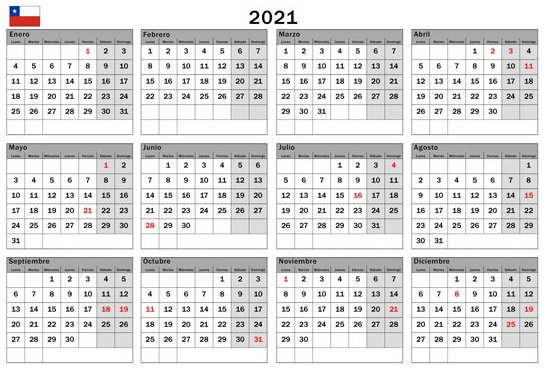 2021
Enero
Lunes Martes Miércoles Jueves Viernes Sábado Domingo
1 2 3
4 5 6 7 8 9 10
11 12 13 14 15 16 17
18 19 20 21 22 23 24
25 26 27 28 29 30 31
Febrero
Lunes Martes Miércoles Jueves Viernes Sábado Domingo
1 2 3 4 5 6 7
8 9 10 11 12 13 14
15 16 17 18 19 20 21
22 23 24 25 26 27 28
Marzo
Lunes Martes Miércoles Jueves Viernes Sábado Domingo
1 2 3 4 5 6 7
8 9 10 11 12 13 14
15 16 17 18 19 20 21
22 23 24 25 26 27 28
29 30 31
Abril
Lunes Martes Miércoles Jueves Viernes Sábado Domingo
1 2 3 4
5 6 7 8 9 10 11
12 13 14 15 16 17 18
19 20 21 22 23 24 25
26 27 28 29 30
Mayo
Lunes Martes Miércoles Jueves Viernes Sábado Domingo
1 2
3 4 5 6 7 8 9
10 11 12 13 14 15 16
17 18 19 20 21 22 23
24 25 26 27 28 29 30
31
Junio
Lunes Martes Miércoles Jueves Viernes Sábado Domingo
1 2 3 4 5 6
7 8 9 10 11 12 13
14 15 16 17 18 19 20
21 22 23 24 25 26 27
28 29 30
Julio
Lunes Martes Miércoles Jueves Viernes Sábado Domingo
1 2 3 4
5 6 7 8 9 10 11
12 13 14 15 16 17 18
19 20 21 22 23 24 25
26 27 28 29 30 31
Agosto
Lunes Martes Miércoles Jueves Viernes Sábado Domingo
1
2 3 4 5 6 7 8
9 10 11 12 13 14 15
16 17 18 19 20 21 22
23 24 25 26 27 28 29
30 31
Septiembre
Lunes Martes Miércoles Jueves Viernes Sábado Domingo
1 2 3 4 5
6 7 8 9 10 11 12
13 14 15 16 17 18 19
20 21 22 23 24 25 26
27 28 29 30
Octubre
Lunes Martes Miércoles Jueves Viernes Sábado Domingo
1 2 3
4 5 6 7 8 9 10
11 12 13 14 15 16 17
18 19 20 21 22 23 24
25 26 27 28 29 30 31
Noviembre
Lunes Martes Miércoles Jueves Viernes Sábado Domingo
1 2 3 4 5 6 7
8 9 10 11 12 13 14
15 16 17 18 19 20 21
22 23 24 25 26 27 28
29 30
Diciembre
Lunes Martes Miércoles Jueves Viernes Sábado Domingo
1 2 3 4 5
6 7 8 9 10 11 12
13 14 15 16 17 18 19
20 21 22 23 24 25 26
27 28 29 30 31